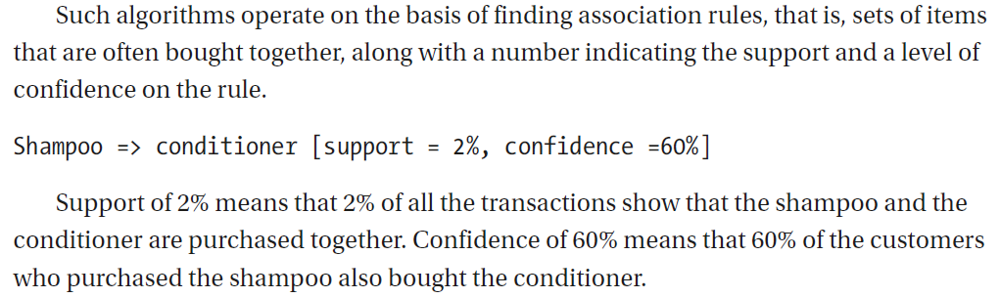 Such algorithms operate on the basis of finding association rules, that is, sets of items
that are often bought together, along with a number indicating the support and a level of
confidence on the rule.
Shampoo => conditioner [support = 2%, confidence =60%]
Support of 2% means that 2% of all the transactions show that the shampoo and the
conditioner are purchased together. Confidence of 60% means that 60% of the customers
who purchased the shampoo also bought the conditioner.